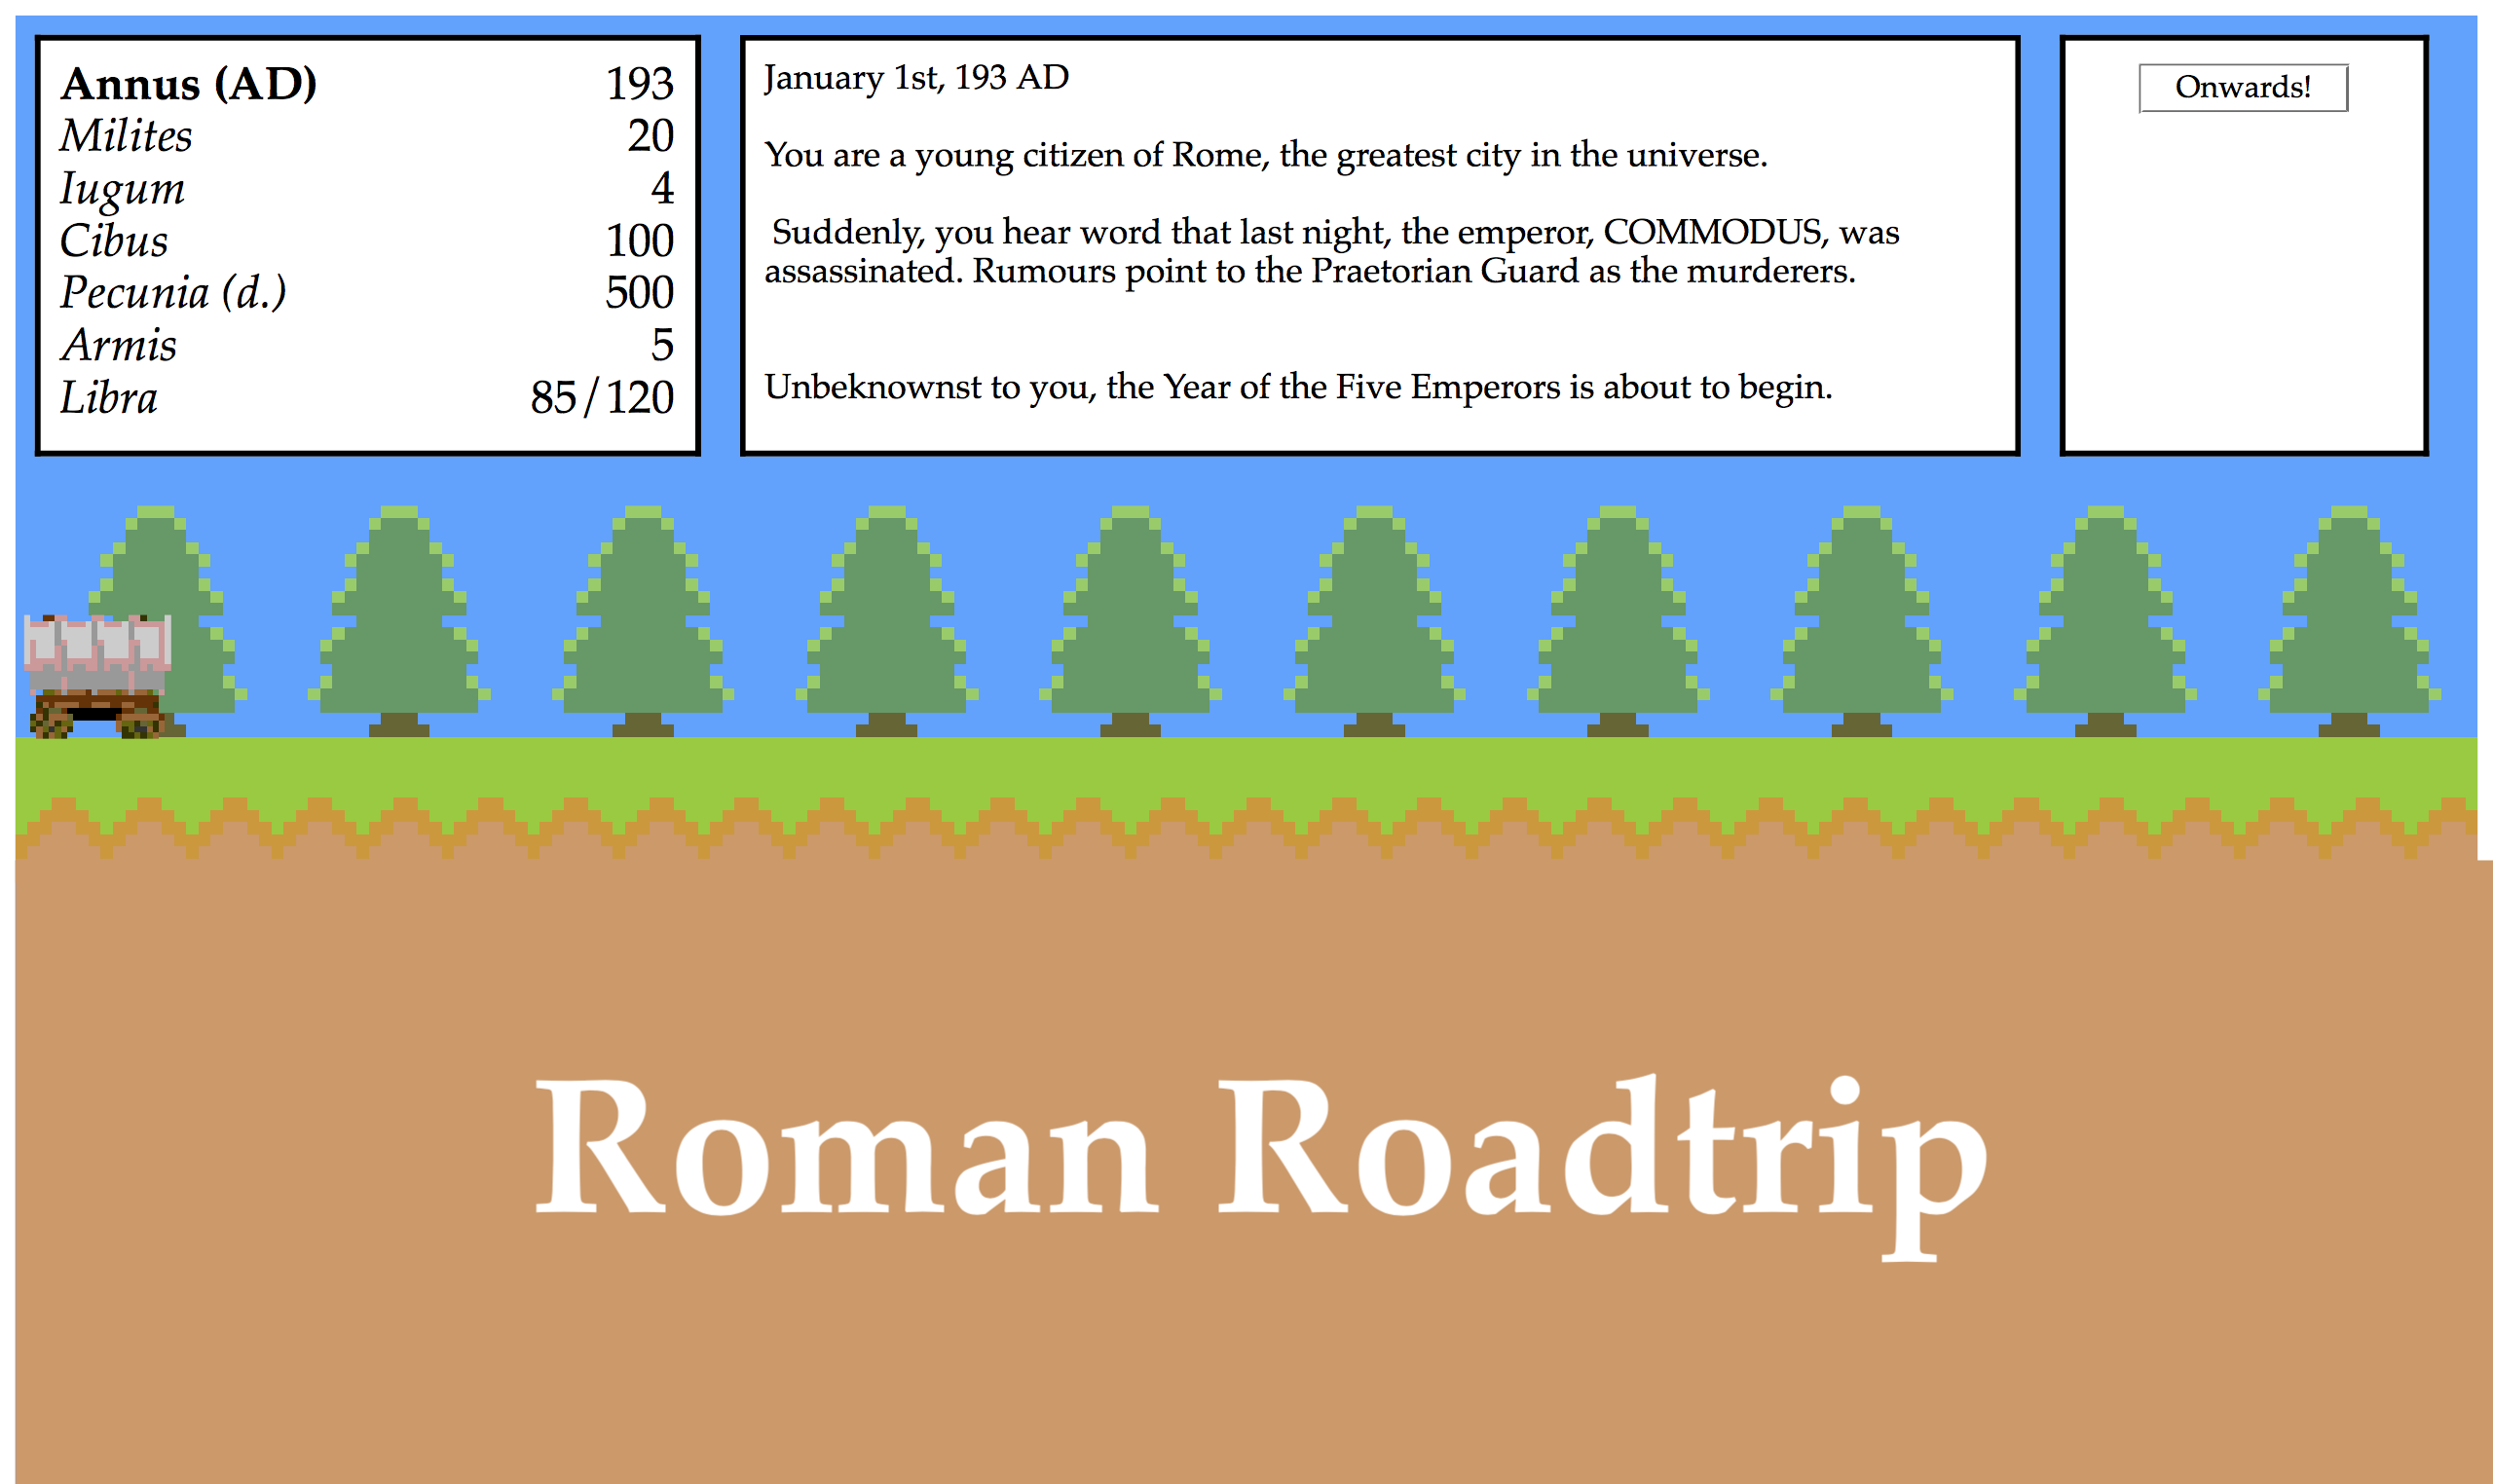 Annus (AD) 193
Milites 20
Iugum 4
Cibus 100
Pecunia (d.) 500
Armis 5
Libra 85/120
January 1st, 193 AD
You are a young citizen of Rome, the greatest city in the universe.
Suddenly, you hear word that last night, the emperor, COMMODUS, was
assassinated. Rumours point to the Praetorian Guard as the murderers.
Unbeknownst to you, the Year of the Five Emperors is about to begin.
Onwards!
Roman Roadtrip